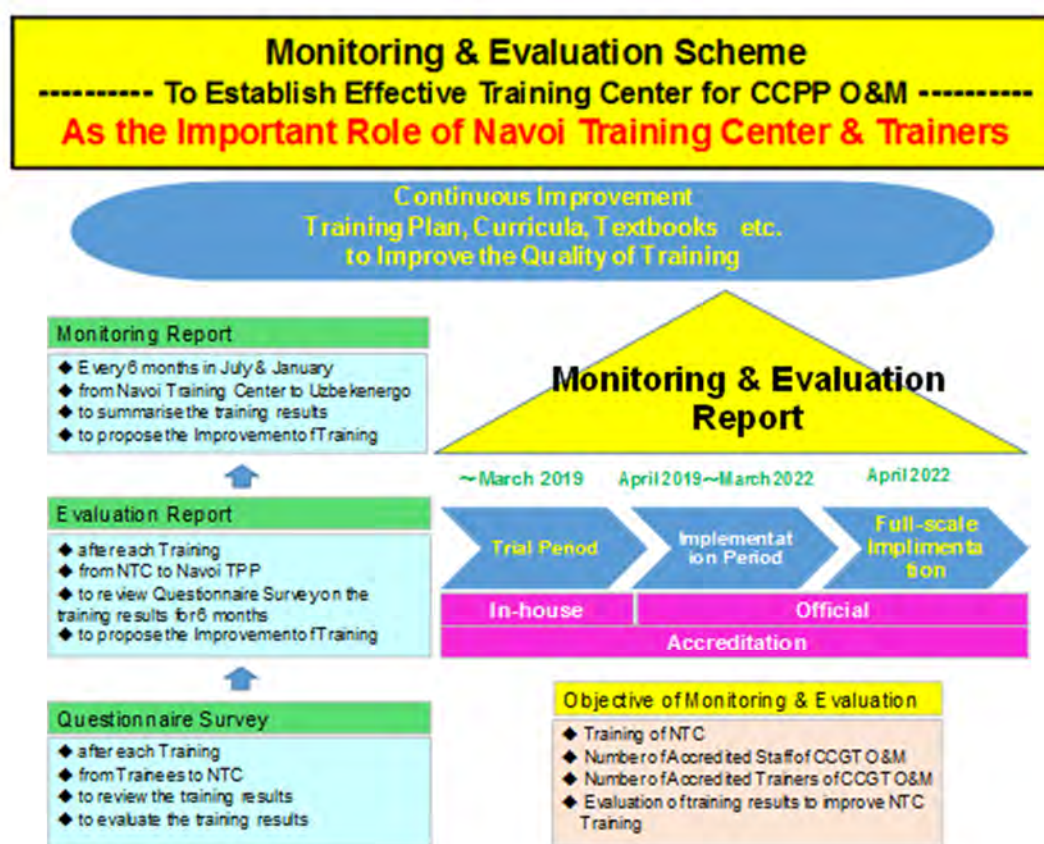 Monitoring & Evaluation Scheme
---------- To Establish Effective Training Center for CCPP O&M ----------
As the Important Role of Navoi Training Center & Trainers
Continuous Improvement
Training Plan, Curricula, Textbooks etc.
to Improve the Quality of Training
Monitoring Report
◆ Every 6 months in July & January
◆ from Navoi Training Center to Uzbekenergo
◆ to summarise the training results
◆ to propose the Improvement of Training
Evaluation Report
◆ after each Training
◆ from NTC to Navoi TPP
◆ to review Questionnaire Survey on the
training results for 6 months
◆ to propose the Improvement of Training
Questionnaire Survey
◆ after each Training
◆ from Trainees to NTC
◆ to review the training results
◆ to evaluate the training results
Monitoring & Evaluation
Report
~March 2019
April 2019~March 2022
April 2022
Trial Period
Implementat
ion Period
Full-scale
Implimenta
tion
In-house
Official
Accreditation
Objective of Monitoring & Evaluation
◆ Training of NTC
◆ Number of Accredited Staff of CCGT O&M
◆ Number of Accredited Trainers of CCGT O&M
◆ Evaluation of training results to improve NTC
Training